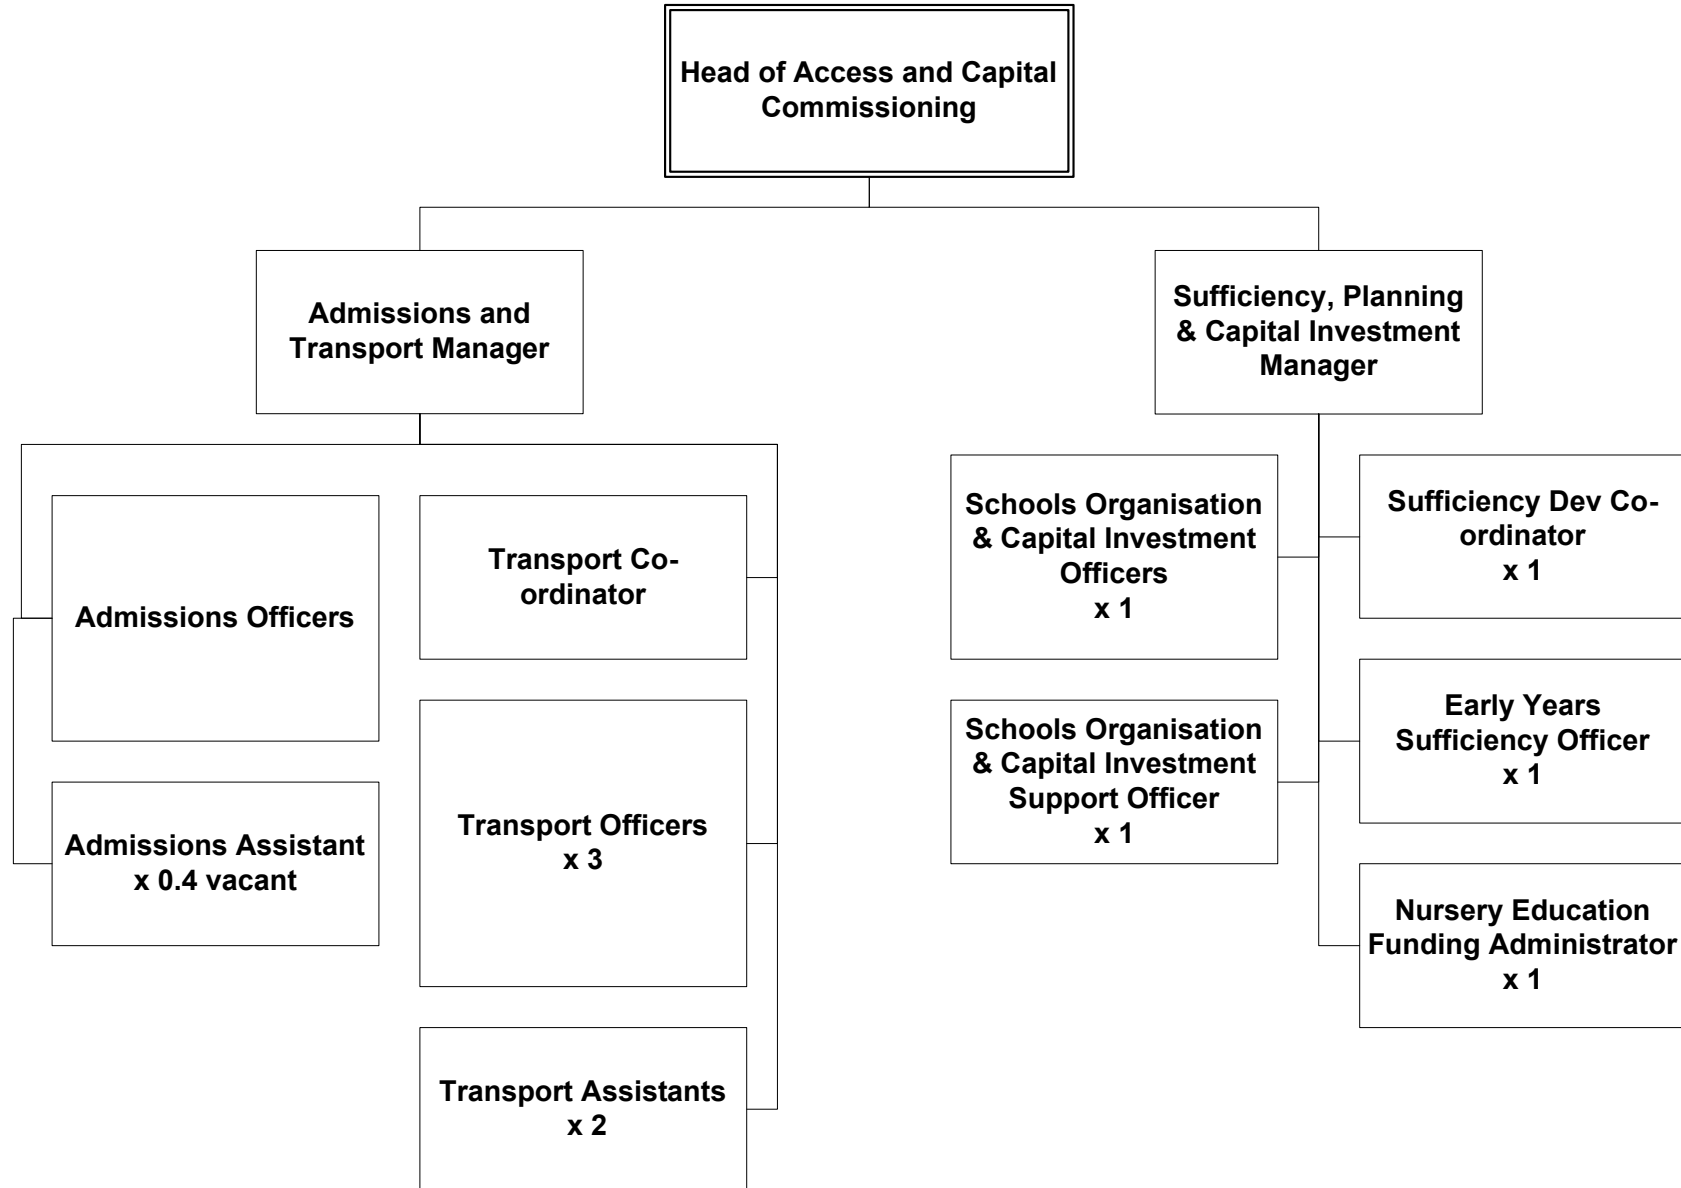 Head of Access and Capital
Commissioning
Admissions and
Transport Manager
Sufficiency, Planning
& Capital Investment
Manager
Admissions Officers
Admissions Assistant
x 0.4 vacant
Transport Co-
ordinator
Transport Officers
x 3
Transport Assistants
x 2
Schools Organisation
& Capital Investment
Officers
x 1
Schools Organisation
& Capital Investment
Support Officer
x 1
Sufficiency Dev Co-
ordinator
x 1
Early Years
Sufficiency Officer
x 1
Nursery Education
Funding Administrator
x 1